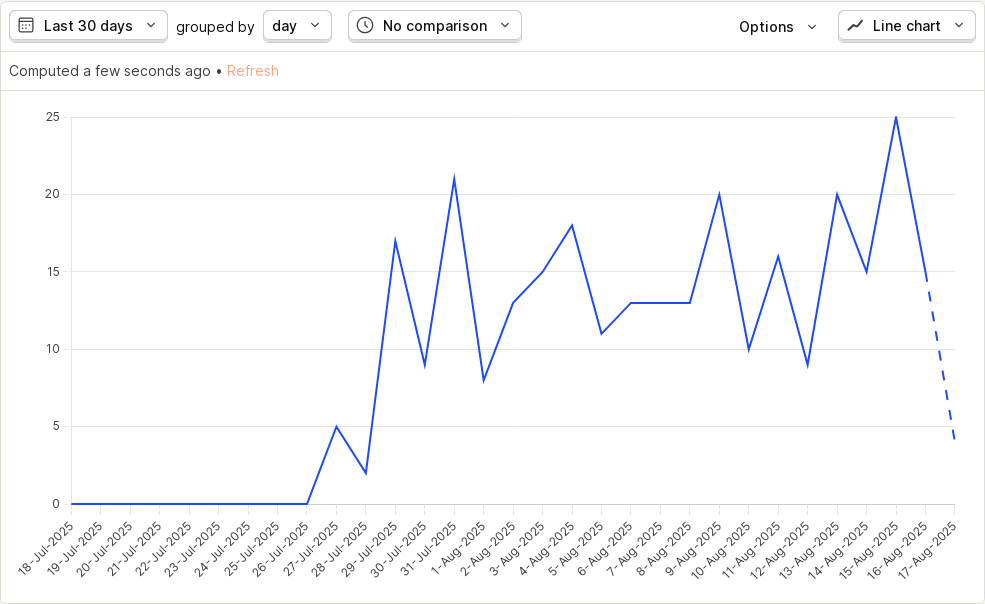 Last 30 days grouped by day No comparison Options Line chart
Computed a few seconds ago • Refresh
25
20
15
10
5
0
18-Jul-2025 19-Jul-2025 20-Jul-2025 21-Jul-2025 22-Jul-2025 23-Jul-2025 24-Jul-2025 25-Jul-2025 26-Jul-2025 27-Jul-2025 28-Jul-2025 29-Jul-2025 30-Jul-2025 31-Jul-2025 1-Aug-2025 2-Aug-2025 3-Aug-2025 4-Aug-2025 5-Aug-2025 6-Aug-2025 7-Aug-2025 8-Aug-2025 9-Aug-2025 10-Aug-2025 11-Aug-2025 12-Aug-2025 13-Aug-2025 14-Aug-2025 15-Aug-2025 16-Aug-2025 17-Aug-2025